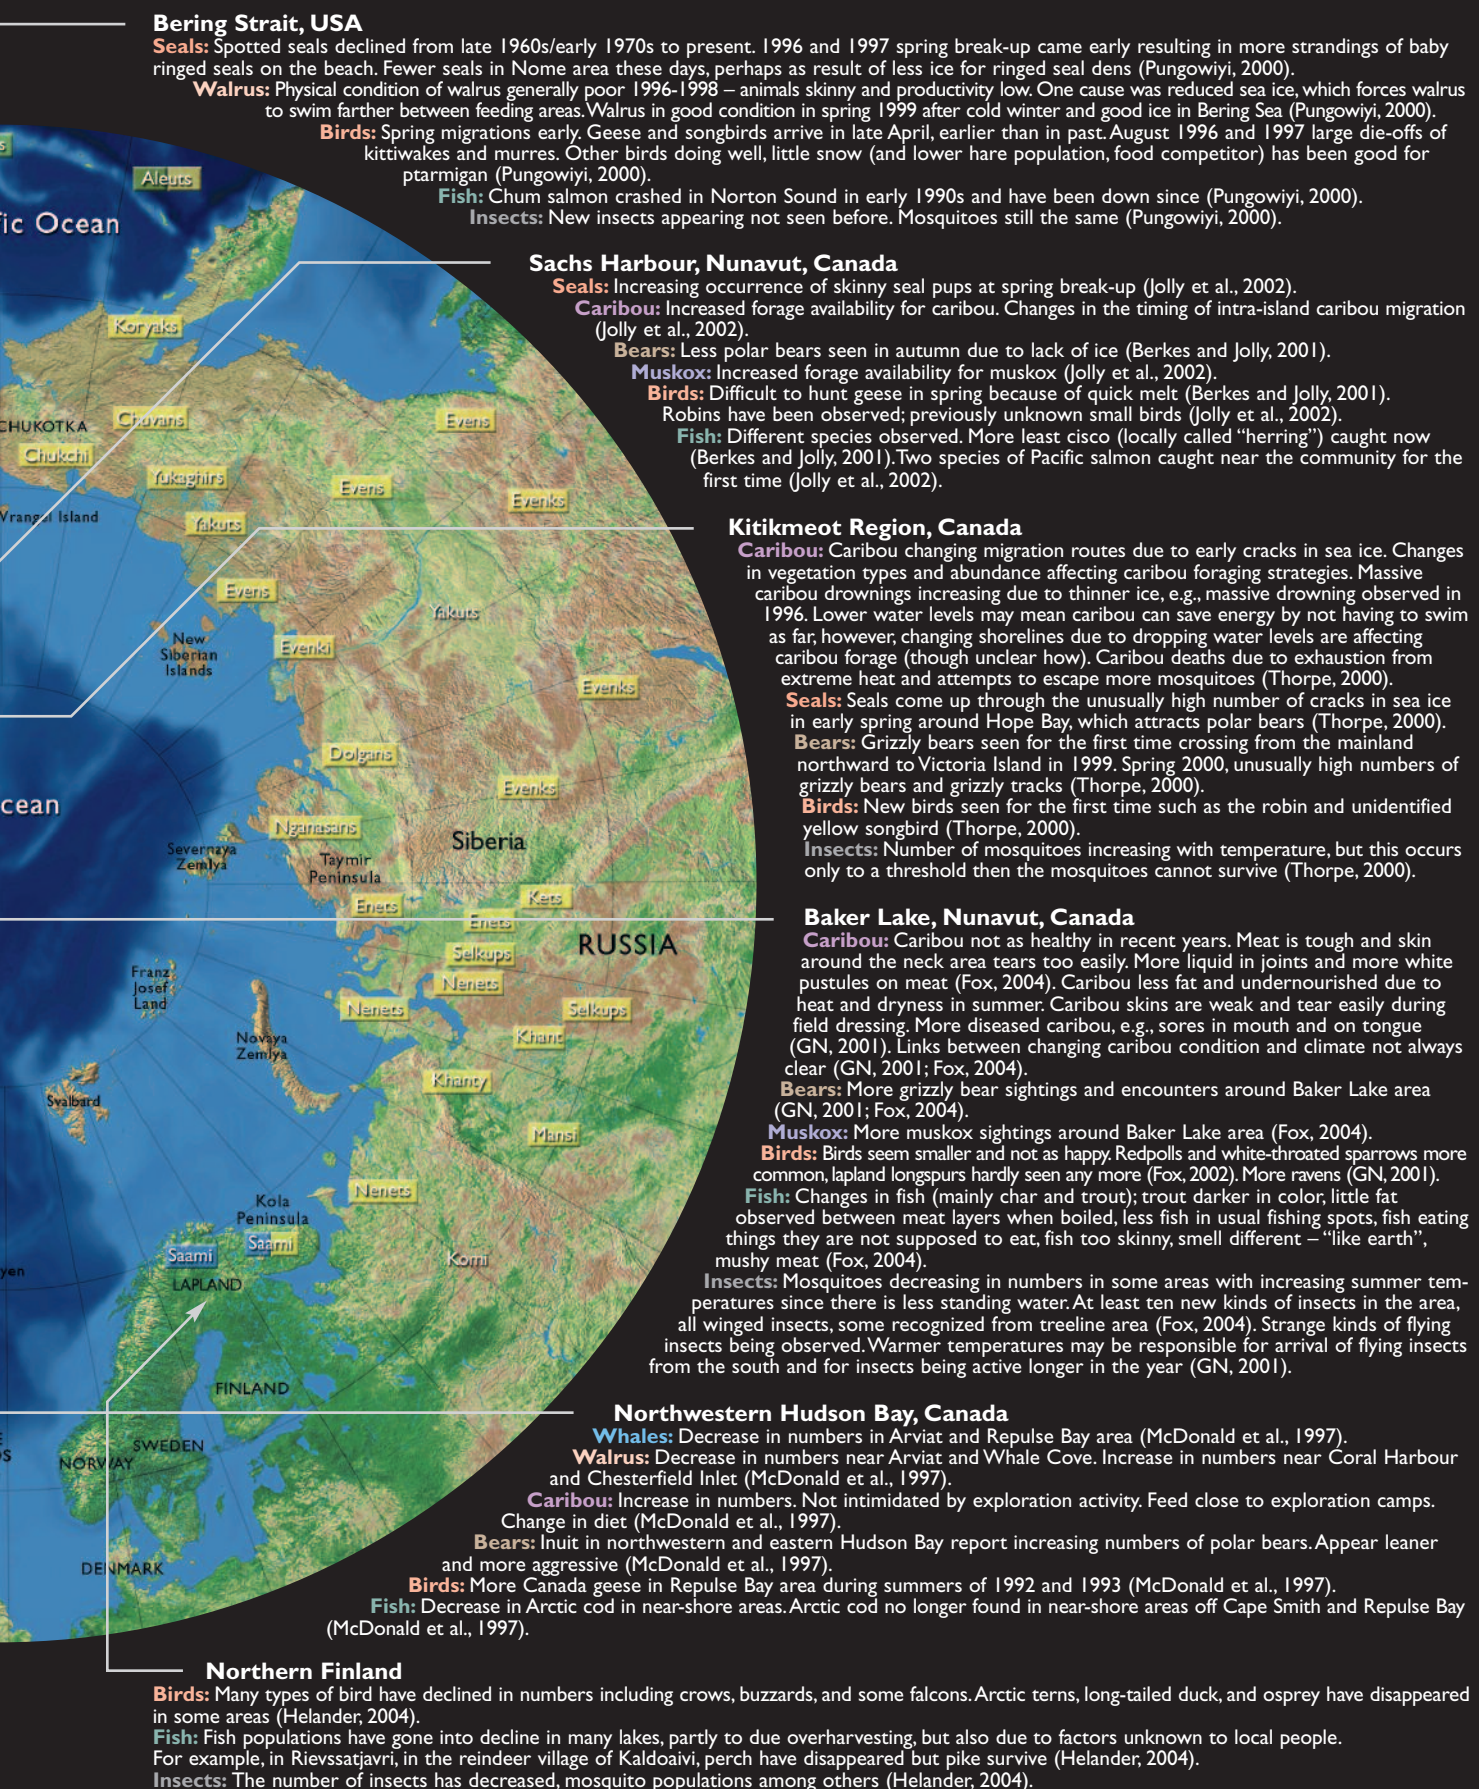 Bering Strait, USA
Seals: Spotted seals declined from late 1960s/early 1970s to present. 1996 and 1997 spring break-up came early resulting in more strandings of baby
ringed seals on the beach. Fewer seals in Nome area these days, perhaps as result of less ice for ringed seal dens (Pungowiyi, 2000).
Walrus: Physical condition of walrus generally poor 1996-1998 – animals skinny and productivity low. One cause was reduced sea ice, which forces walrus
to swim farther between feeding areas. Walrus in good condition in spring 1999 after cold winter and good ice in Bering Sea (Pungowiyi, 2000).
Birds: Spring migrations early. Geese and songbirds arrive in late April, earlier than in past. August 1996 and 1997 large die-offs of
kittiwakes and murres. Other birds doing well, little snow (and lower hare population, food competitor) has been good for
ptarmigan (Pungowiyi, 2000).
Fish: Chum salmon crashed in Norton Sound in early 1990s and have been down since (Pungowiyi, 2000).
Insects: New insects appearing not seen before. Mosquitoes still the same (Pungowiyi, 2000).
Sachs Harbour, Nunavut, Canada
Seals: Increasing occurrence of skinny seal pups at spring break-up (Jolly et al., 2002).
Caribou: Increased forage availability for caribou. Changes in the timing of intra-island caribou migration
(Jolly et al., 2002).
Bears: Less polar bears seen in autumn due to lack of ice (Berkes and Jolly, 2001).
Muskox: Increased forage availability for muskox (Jolly et al., 2002).
Birds: Difficult to hunt geese in spring because of quick melt (Berkes and Jolly, 2001).
Robins have been observed; previously unknown small birds (Jolly et al., 2002).
Fish: Different species observed. More least cisco (locally called “herring”) caught now
(Berkes and Jolly, 2001). Two species of Pacific salmon caught near the community for the
first time (Jolly et al., 2002).
Kitikmeot Region, Canada
Caribou: Caribou changing migration routes due to early cracks in sea ice. Changes
in vegetation types and abundance affecting caribou foraging strategies. Massive
caribou drownings increasing due to thinner ice, e.g., massive drowning observed in
1996. Lower water levels may mean caribou can save energy by not having to swim
as far, however, changing shorelines due to dropping water levels are affecting
caribou forage (though unclear how). Caribou deaths due to exhaustion from
extreme heat and attempts to escape more mosquitoes (Thorpe, 2000).
Seals: Seals come up through the unusually high number of cracks in sea ice
in early spring around Hope Bay, which attracts polar bears (Thorpe, 2000).
Bears: Grizzly bears seen for the first time crossing from the mainland
northward to Victoria Island in 1999. Spring 2000, unusually high numbers of
grizzly bears and grizzly tracks (Thorpe, 2000).
Birds: New birds seen for the first time such as the robin and unidentified
yellow songbird (Thorpe, 2000).
Insects: Number of mosquitoes increasing with temperature, but this occurs
only to a threshold then the mosquitoes cannot survive (Thorpe, 2000).
Baker Lake, Nunavut, Canada
Caribou: Caribou not as healthy in recent years. Meat is tough and skin
around the neck area tears too easily. More liquid in joints and more white
pustules on meat (Fox, 2004). Caribou less fat and undernourished due to
heat and dryness in summer. Caribou skins are weak and tear easily during
field dressing. More diseased caribou, e.g., sores in mouth and on tongue
(GN, 2001). Links between changing caribou condition and climate not always
clear (GN, 2001; Fox, 2004).
Bears: More grizzly bear sightings and encounters around Baker Lake area
(GN, 2001; Fox, 2004).
Muskox: More muskox sightings around Baker Lake area (Fox, 2004).
Birds: Birds seem smaller and not as happy. Redpolls and white-throated sparrows more
common, lapland longspurs hardly seen any more (Fox, 2002). More ravens (GN, 2001).
Fish: Changes in fish (mainly char and trout); trout darker in color, little fat
observed between meat layers when boiled, less fish in usual fishing spots, fish eating
things they are not supposed to eat, fish too skinny, smell different – “like earth”,
mushy meat (Fox, 2004).
Insects: Mosquitoes decreasing in numbers in some areas with increasing summer tem-
peratures since there is less standing water. At least ten new kinds of insects in the area,
all winged insects, some recognized from treeline area (Fox, 2004). Strange kinds of flying
insects being observed. Warmer temperatures may be responsible for arrival of flying insects
from the south and for insects being active longer in the year (GN, 2001).
Northwestern Hudson Bay, Canada
Whales: Decrease in numbers in Arviat and Repulse Bay area (McDonald et al., 1997).
Walrus: Decrease in numbers near Arviat and Whale Cove. Increase in numbers near Coral Harbour
and Chesterfield Inlet (McDonald et al., 1997).
Caribou: Increase in numbers. Not intimidated by exploration activity. Feed close to exploration camps.
Change in diet (McDonald et al., 1997).
Bears: Inuit in northwestern and eastern Hudson Bay report increasing numbers of polar bears. Appear leaner
and more aggressive (McDonald et al., 1997).
Birds: More Canada geese in Repulse Bay area during summers of 1992 and 1993 (McDonald et al., 1997).
Fish: Decrease in Arctic cod in near-shore areas. Arctic cod no longer found in near-shore areas off Cape Smith and Repulse Bay
(McDonald et al., 1997).
Northern Finland
Birds: Many types of bird have declined in numbers including crows, buzzards, and some falcons. Arctic terns, long-tailed duck, and osprey have disappeared
in some areas (Helander, 2004).
Fish: Fish populations have gone into decline in many lakes, partly to due overharvesting, but also due to factors unknown to local people.
For example, in Rievssatjavri, in the reindeer village of Kaldoaivi, perch have disappeared but pike survive (Helander, 2004).
Insects: The number of insects has decreased, mosquito populations among others (Helander, 2004).
s
Aleuts
ic Ocean
Koryaks
CHUKOTKA
Chuvans
Evens
Chukchi
Yukaghirs
Evens
Evenks
Wrangel Island
Yakuts
Evens
Yakuts
New
Siberian
Islands
Evenki
Evenks
Dolgans
Evenks
cean
Nganasans
Siberia
Severnaya
Zemlya
Taymir
Peninsula
Kets
Enets
Enets
RUSSIA
Selkups
Franz
Josef
Land
Nenets
Nenets
Selkups
Khant
Novaya
Zemlya
Khanty
Svalbard
Mansi
Nenets
Kola
Peninsula
Saami
Saami
Komi
yen
LAPLAND
FINLAND
SWEDEN
NORWAY
DENMARK